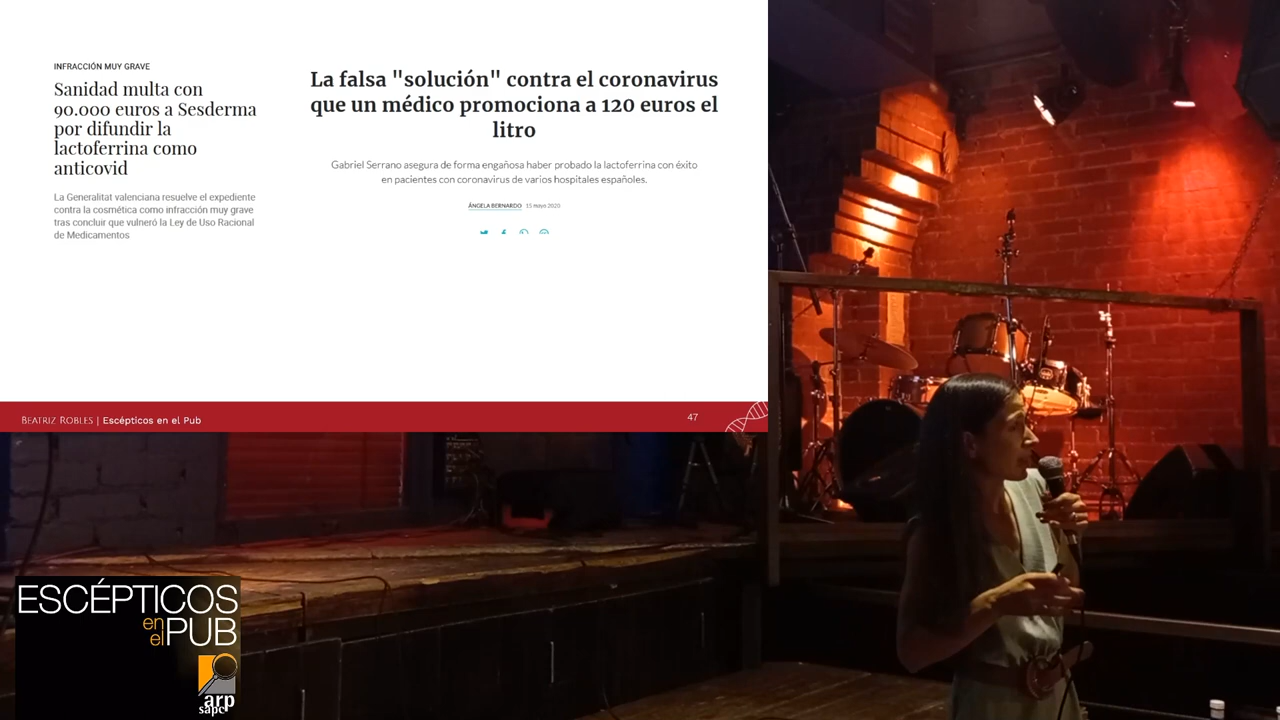 INFRACCIÓN MUY GRAVE
Sanidad multa con
90.000 euros a Sesderma
por difundir la
lactoferrina como
anticovid
La Generalitat valenciana resuelve el expediente
contra la cosmética como infracción muy grave
tras concluir que vulneró la Ley de Uso Racional
de Medicamentos
La falsa "solución" contra el coronavirus
que un médico promociona a 120 euros el
litro
Gabriel Serrano asegura de forma engañosa haber probado la lactoferrina con éxito
en pacientes con coronavirus de varios hospitales españoles.
ÁNGELA BERNARDO 15 mayo 2020
BEATRIZ ROBLES | Escépticos en el Pub
47
ESCÉPTICOS
en
el PUB
arp
sapc